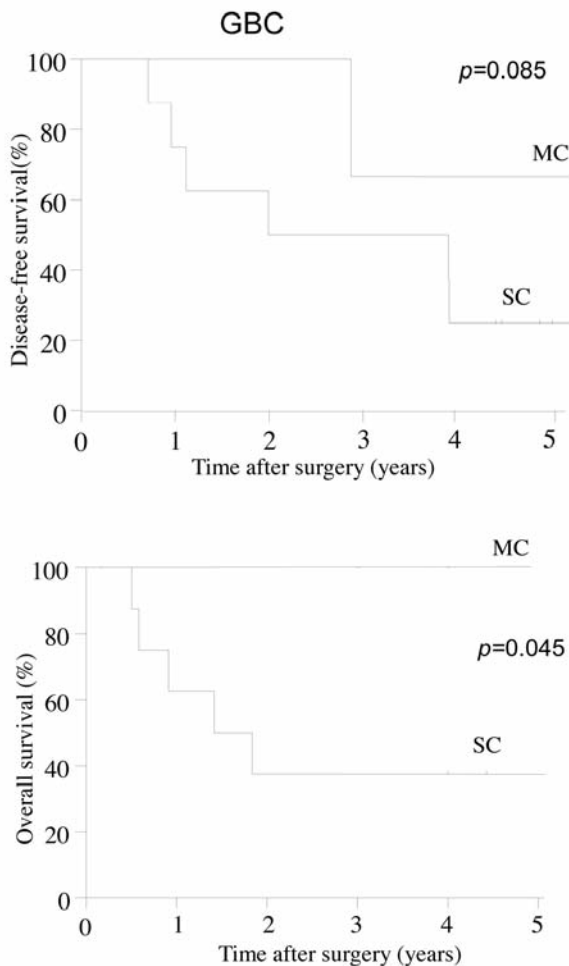 GBC
p=0.085
MC
SC
Disease-free survival(%)
100
80
60
40
20
0
0 1 2 3 4 5
Time after surgery (years)
MC
p=0.045
SC
Overall survival (%)
100
80
60
40
20
0
0 1 2 3 4 5
Time after surgery (years)